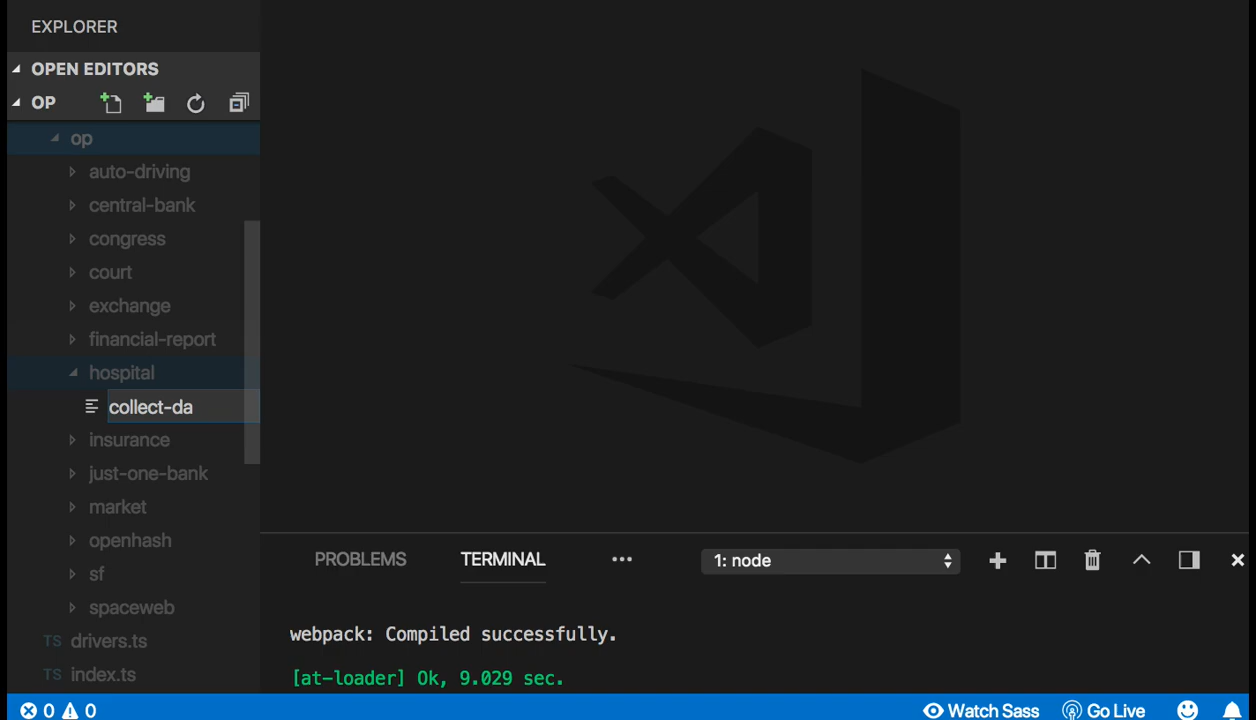 EXPLORER
OPEN EDITORS
OP
op
auto-driving
central-bank
congress
court
exchange
financial-report
hospital
collect-da
insurance
just-one-bank
market
openhash
sf
spaceweb
TS drivers.ts
TS index.ts
PROBLEMS TERMINAL ••• 1: node
webpack: Compiled successfully.
[at-loader] Ok, 9.029 sec.
0 0 Watch Sass Go Live